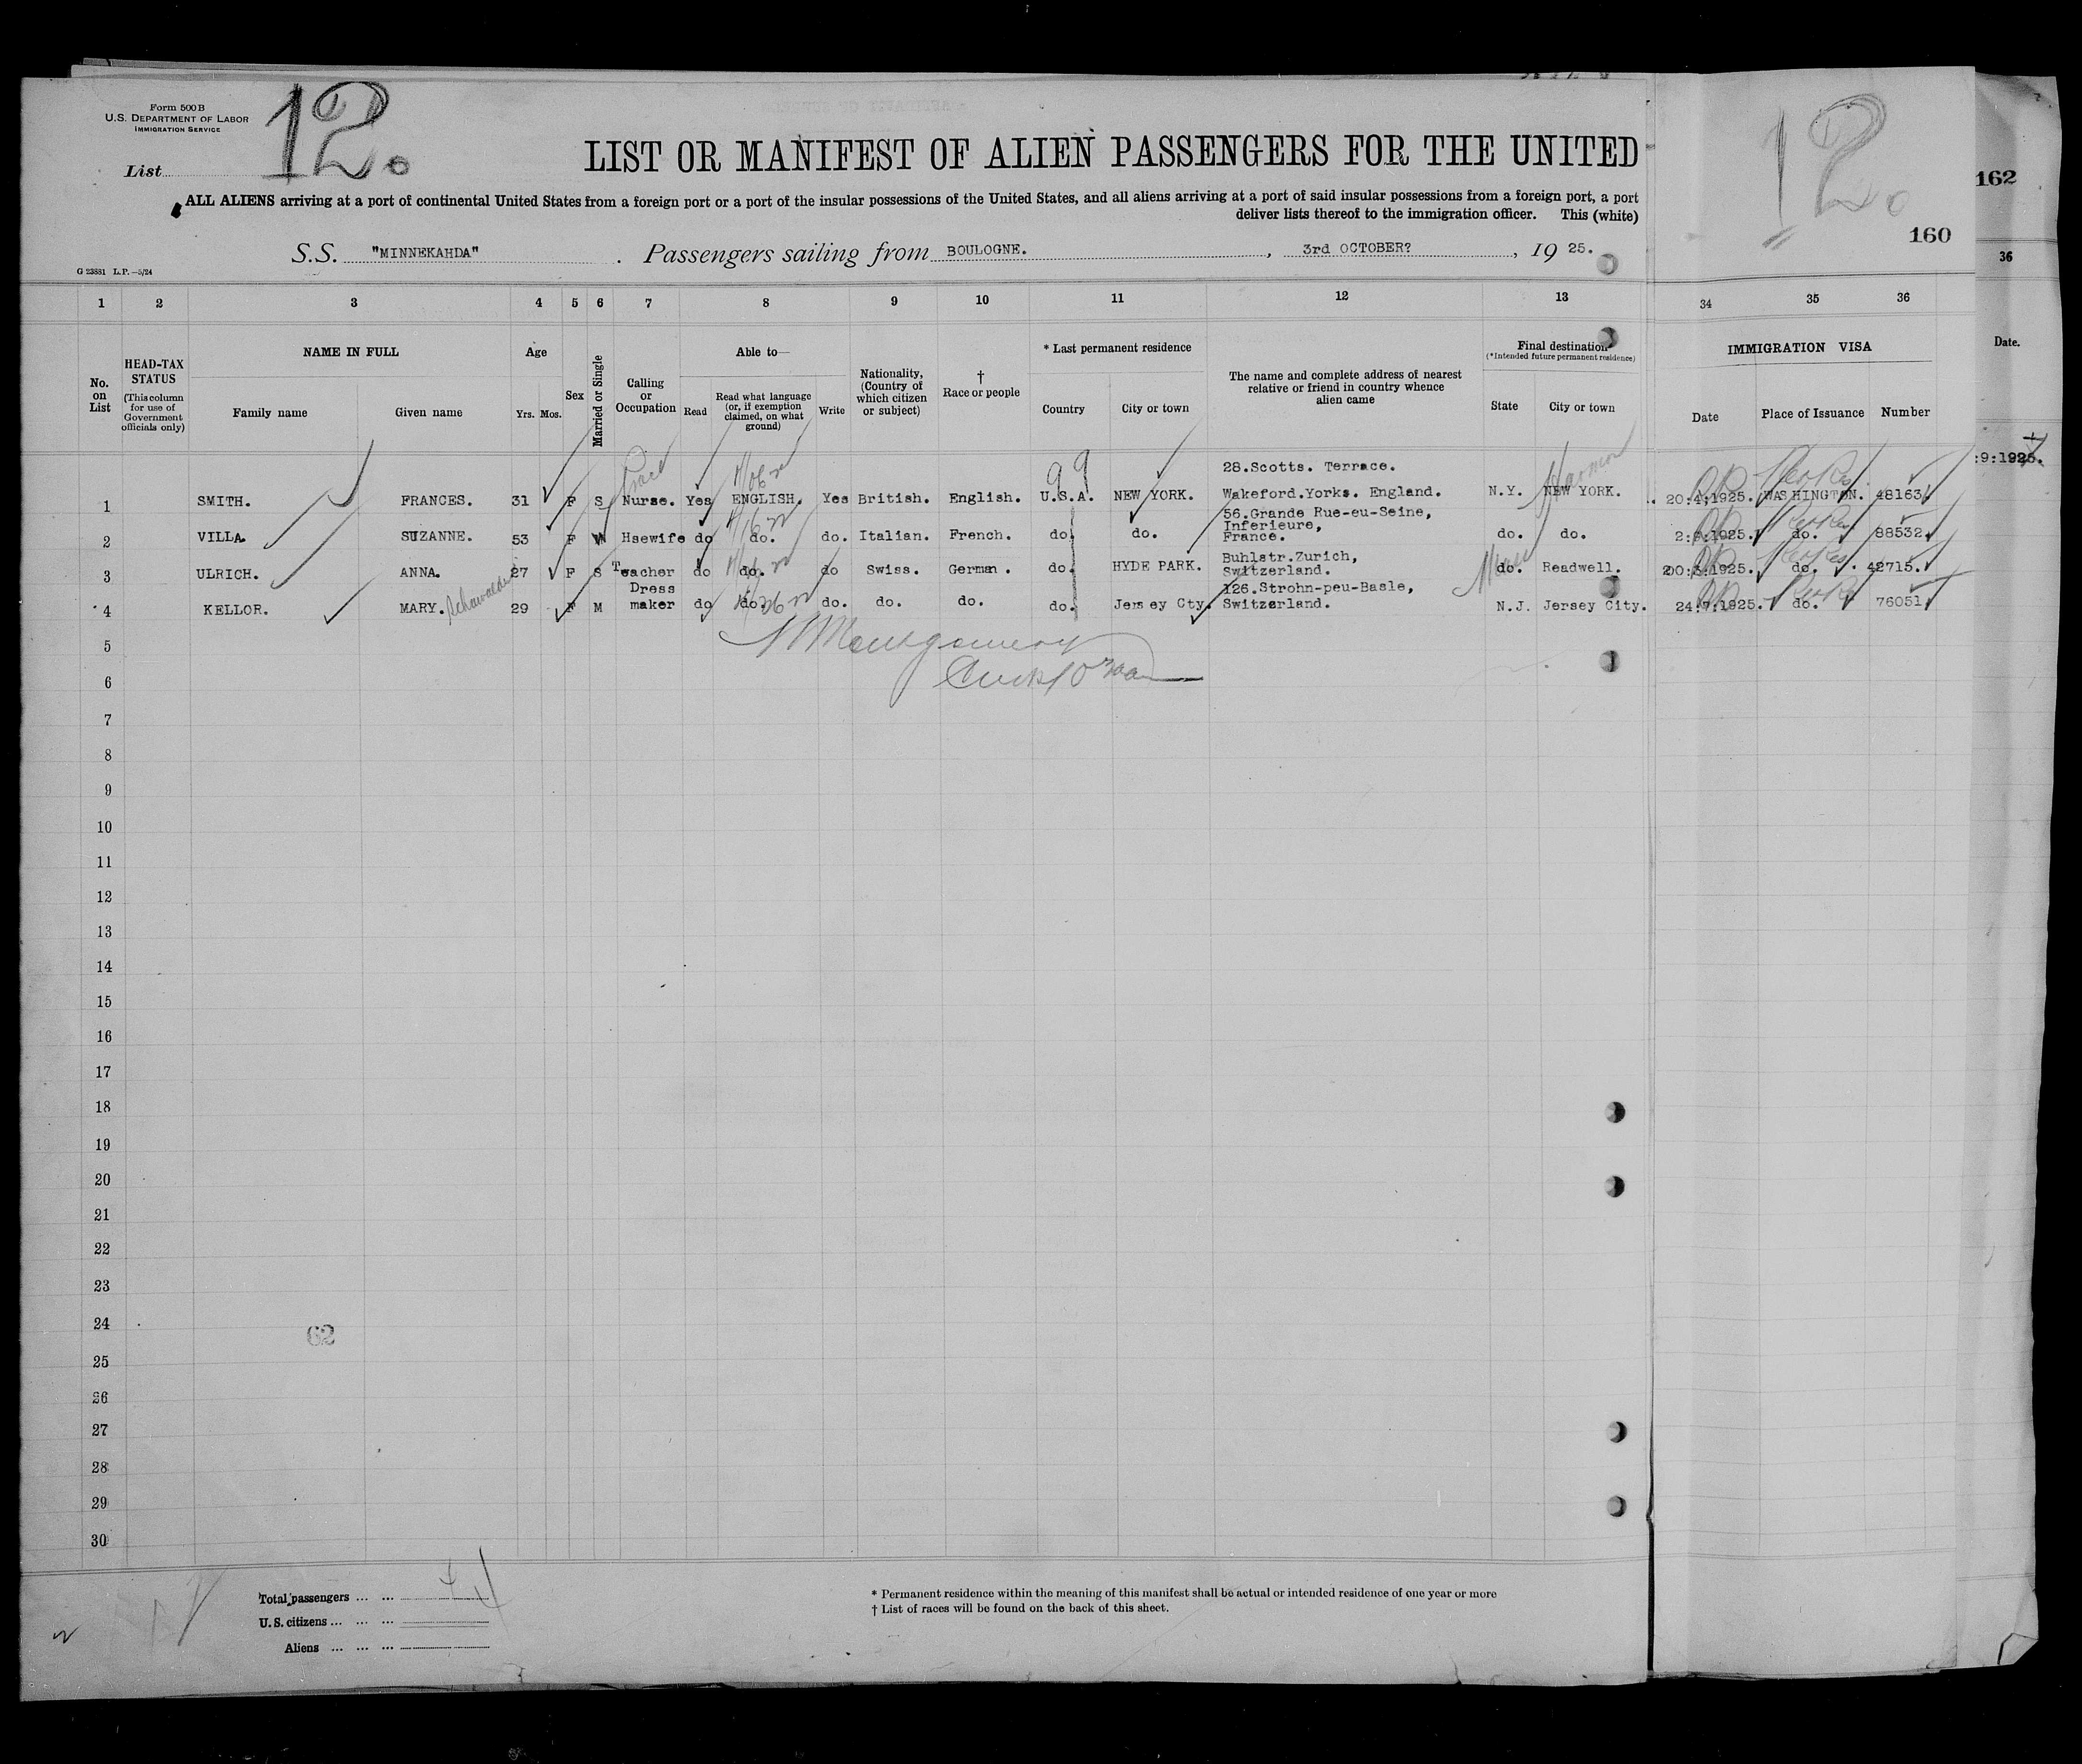 Form 500 B
U.S. DEPARTMENT OF LABOR
IMMIGRATION SERVICE
List 12.
12.
162
LIST OR MANIFEST OF ALIEN PASSENGERS FOR THE UNITED
ALL ALIENS arriving at a port of continental United States from a foreign port or a port of the insular possessions of the United States, and all aliens arriving at a port of said insular possessions from a foreign port, a port
deliver lists thereof to the immigration officer. This (white)
160
S.S. "MINNEKAHDA" . Passengers sailing from BOULOGNE. , 3rd OCTOBER? , 19 25.
36
G 23881 L.P.—5/24
1 2 3 4 5 6 7 8 9 10 11 12 13 34 35 36
No. on List
HEAD-TAX STATUS
(This column for use of Government officials only)
NAME IN FULL
Family name Given name
Age
Yrs. Mos.
Sex
Married or Single
Calling or Occupation
Able to—
Read
Read what language (or, if exemption claimed, on what ground)
Write
Nationality, (Country of which citizen or subject)
† Race or people
* Last permanent residence
Country City or town
The name and complete address of nearest relative or friend in country whence alien came
Final destination
(*Intended future permanent residence)
State City or town
IMMIGRATION VISA
Date Place of Issuance Number
Date.
:9:1925.
28.Scotts. Terrace.
1 SMITH. FRANCES. 31 F S Nurse. Yes ENGLISH. Yes British. English. U.S.A. NEW YORK. Wakeford.Yorks. England. N.Y. NEW YORK. 20:4:1925. WASHINGTON. 48163
56.Grande Rue-eu-Seine,
Inferieure,
2 VILLA. SUZANNE. 53 F W Hsewife do do. do. Italian. French. do. do. France. do. do. 1925. do. 88532.
Buhlstr.Zurich,
3 ULRICH. ANNA. 27 F S Teacher do do. do Swiss. German. do. HYDE PARK. Switzerland. do. Readwell. 1925. do. 42715.
Dress 126.Strohn-peu-Basle,
4 KELLOR. MARY. 29 F M maker do do. do. do. do. do. Jersey Cty. Switzerland. N.J. Jersey City. 24:7:1925. do. 76051
5
6
7
8
9
10
11
12
13
14
15
16
17
18
19
20
21
22
23
24
62
25
26
27
28
29
30
Total passengers ... ...
U.S. citizens ... ... ...
Aliens ... ... ...
* Permanent residence within the meaning of this manifest shall be actual or intended residence of one year or more
† List of races will be found on the back of this sheet.